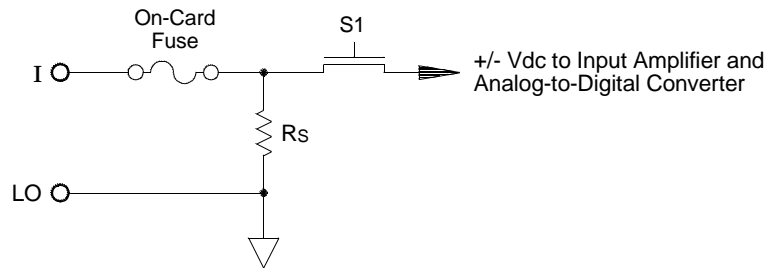 On-Card
Fuse
S1
I
+/- Vdc to Input Amplifier and
Analog-to-Digital Converter
RS
LO